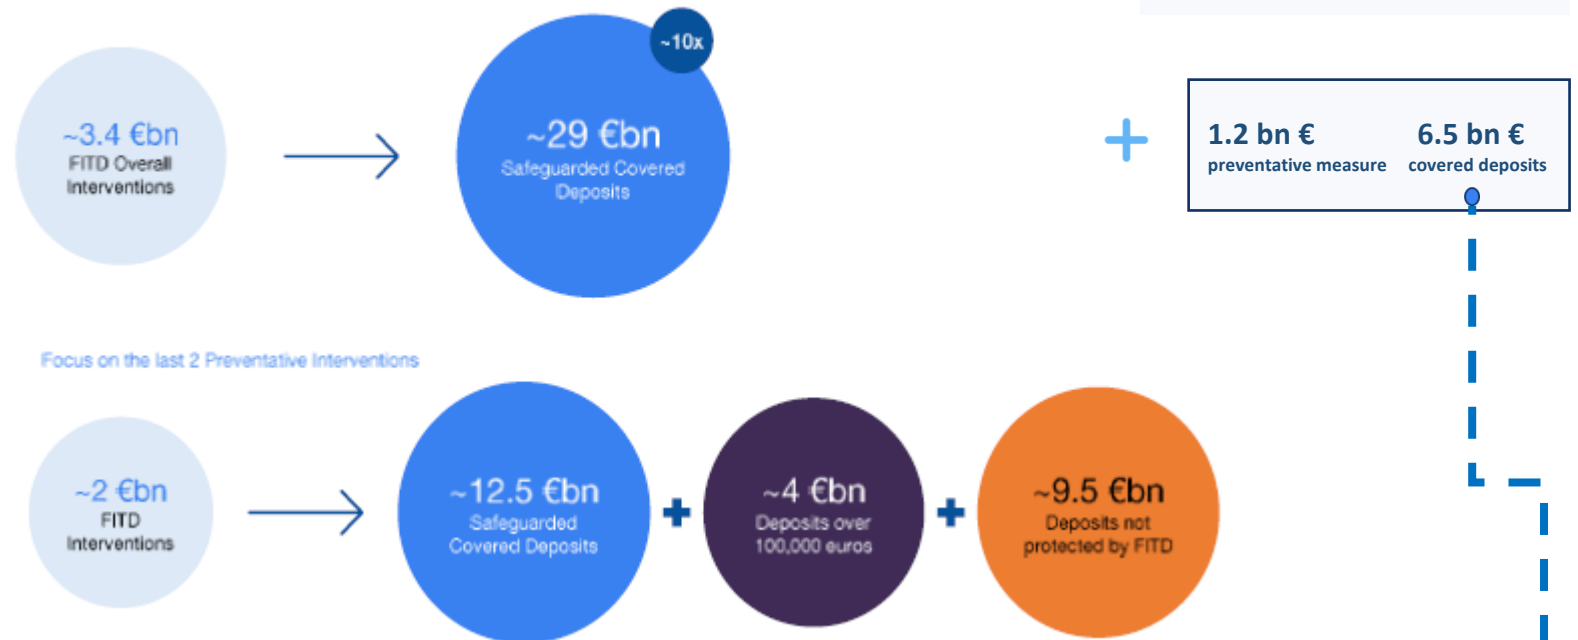 ~3.4 €bn
FITD Overall
Interventions
~10x
~29 €bn
Safeguarded Covered
Deposits
+
1.2 bn € 6.5 bn €
preventative measure covered deposits
Focus on the last 2 Preventative Interventions
~2 €bn
FITD
Interventions
~12.5 €bn
Safeguarded
Covered Deposits
+
~4 €bn
Deposits over
100,000 euros
+
~9.5 €bn
Deposits not
protected by FITD